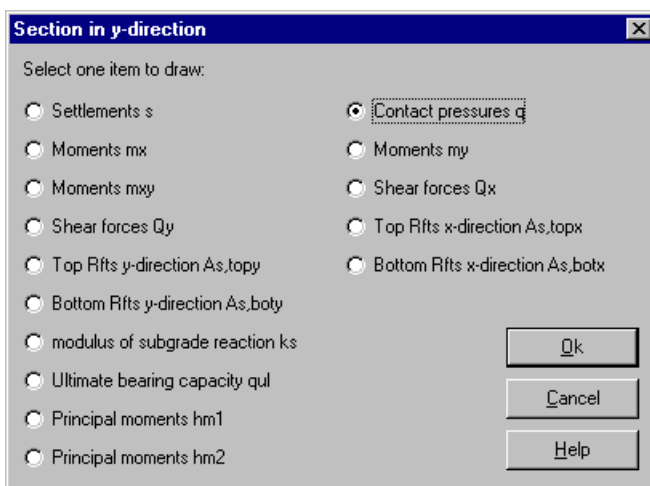 Section in y-direction
Select one item to draw:
Settlements s
Contact pressures q
Moments mx
Moments my
Moments mxy
Shear forces Qx
Shear forces Qy
Top Rfts x-direction As,topx
Top Rfts y-direction As,topy
Bottom Rfts x-direction As,botx
Bottom Rfts y-direction As,boty
modulus of subgrade reaction ks
Ultimate bearing capacity qul
Principal moments hm1
Principal moments hm2
Ok
Cancel
Help